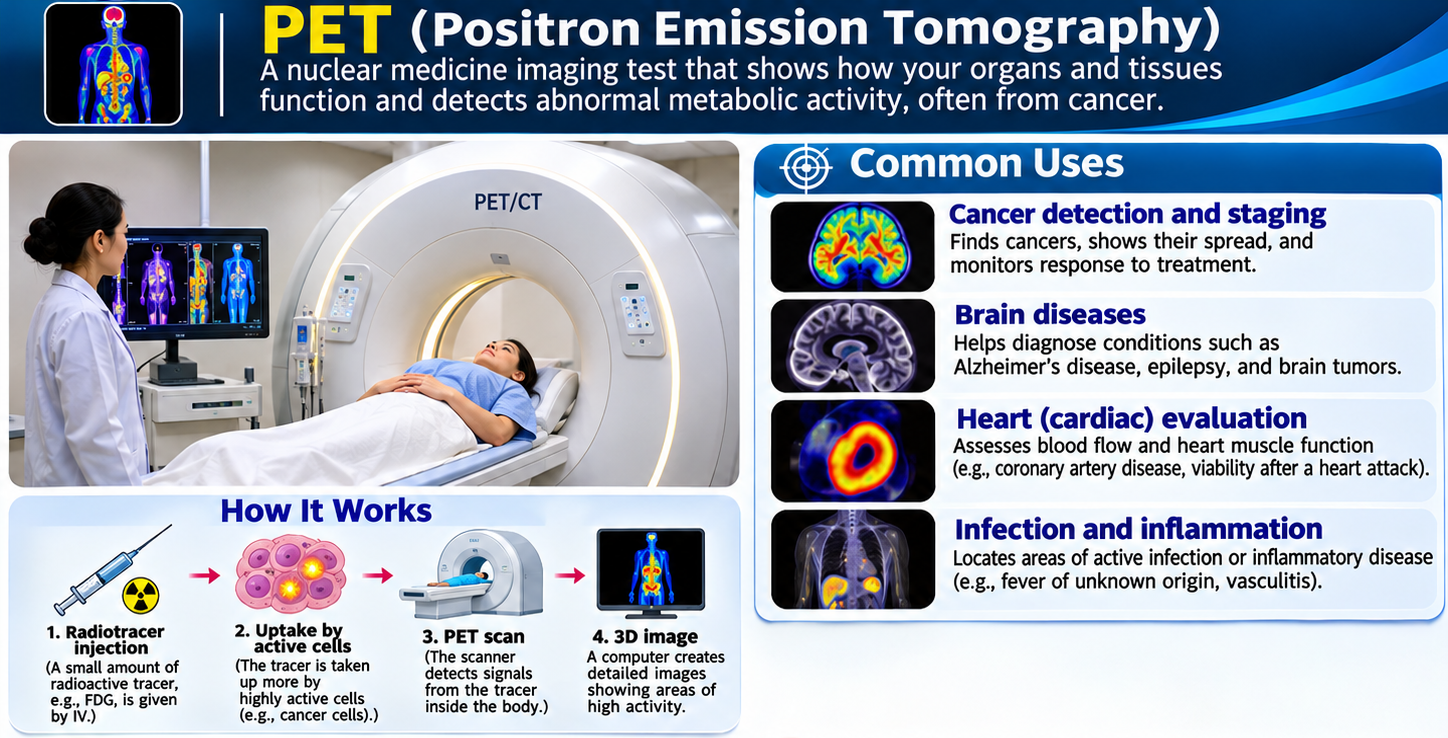 PET (Positron Emission Tomography)
A nuclear medicine imaging test that shows how your organs and tissues
function and detects abnormal metabolic activity, often from cancer.
PET/CT
How It Works
1. Radiotracer
injection
(A small amount of
radioactive tracer,
e.g., FDG, is given
by IV.)
2. Uptake by
active cells
(The tracer is taken
up more by
highly active cells
(e.g., cancer cells).)
3. PET scan
(The scanner
detects signals
from the tracer
inside the body.)
4. 3D image
A computer creates
detailed images
showing areas of
high activity.
Common Uses
Cancer detection and staging
Finds cancers, shows their spread, and
monitors response to treatment.
Brain diseases
Helps diagnose conditions such as
Alzheimer's disease, epilepsy, and brain tumors.
Heart (cardiac) evaluation
Assesses blood flow and heart muscle function
(e.g., coronary artery disease, viability after a heart attack).
Infection and inflammation
Locates areas of active infection or inflammatory disease
(e.g., fever of unknown origin, vasculitis).